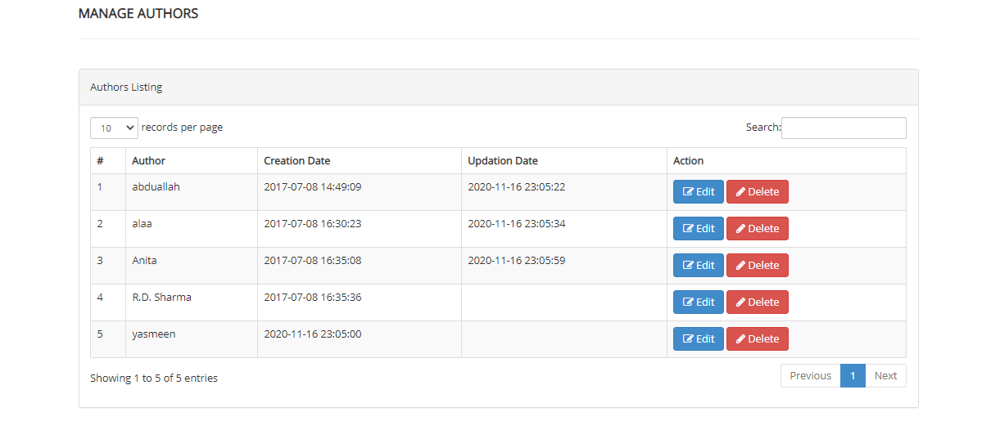 MANAGE AUTHORS
Authors Listing
10 records per page Search:
# Author Creation Date Updation Date Action
1 abduallah 2017-07-08 14:49:09 2020-11-16 23:05:22 Edit Delete
2 alaa 2017-07-08 16:30:23 2020-11-16 23:05:34 Edit Delete
3 Anita 2017-07-08 16:35:08 2020-11-16 23:05:59 Edit Delete
4 R.D. Sharma 2017-07-08 16:35:36 Edit Delete
5 yasmeen 2020-11-16 23:05:00 Edit Delete
Showing 1 to 5 of 5 entries Previous 1 Next